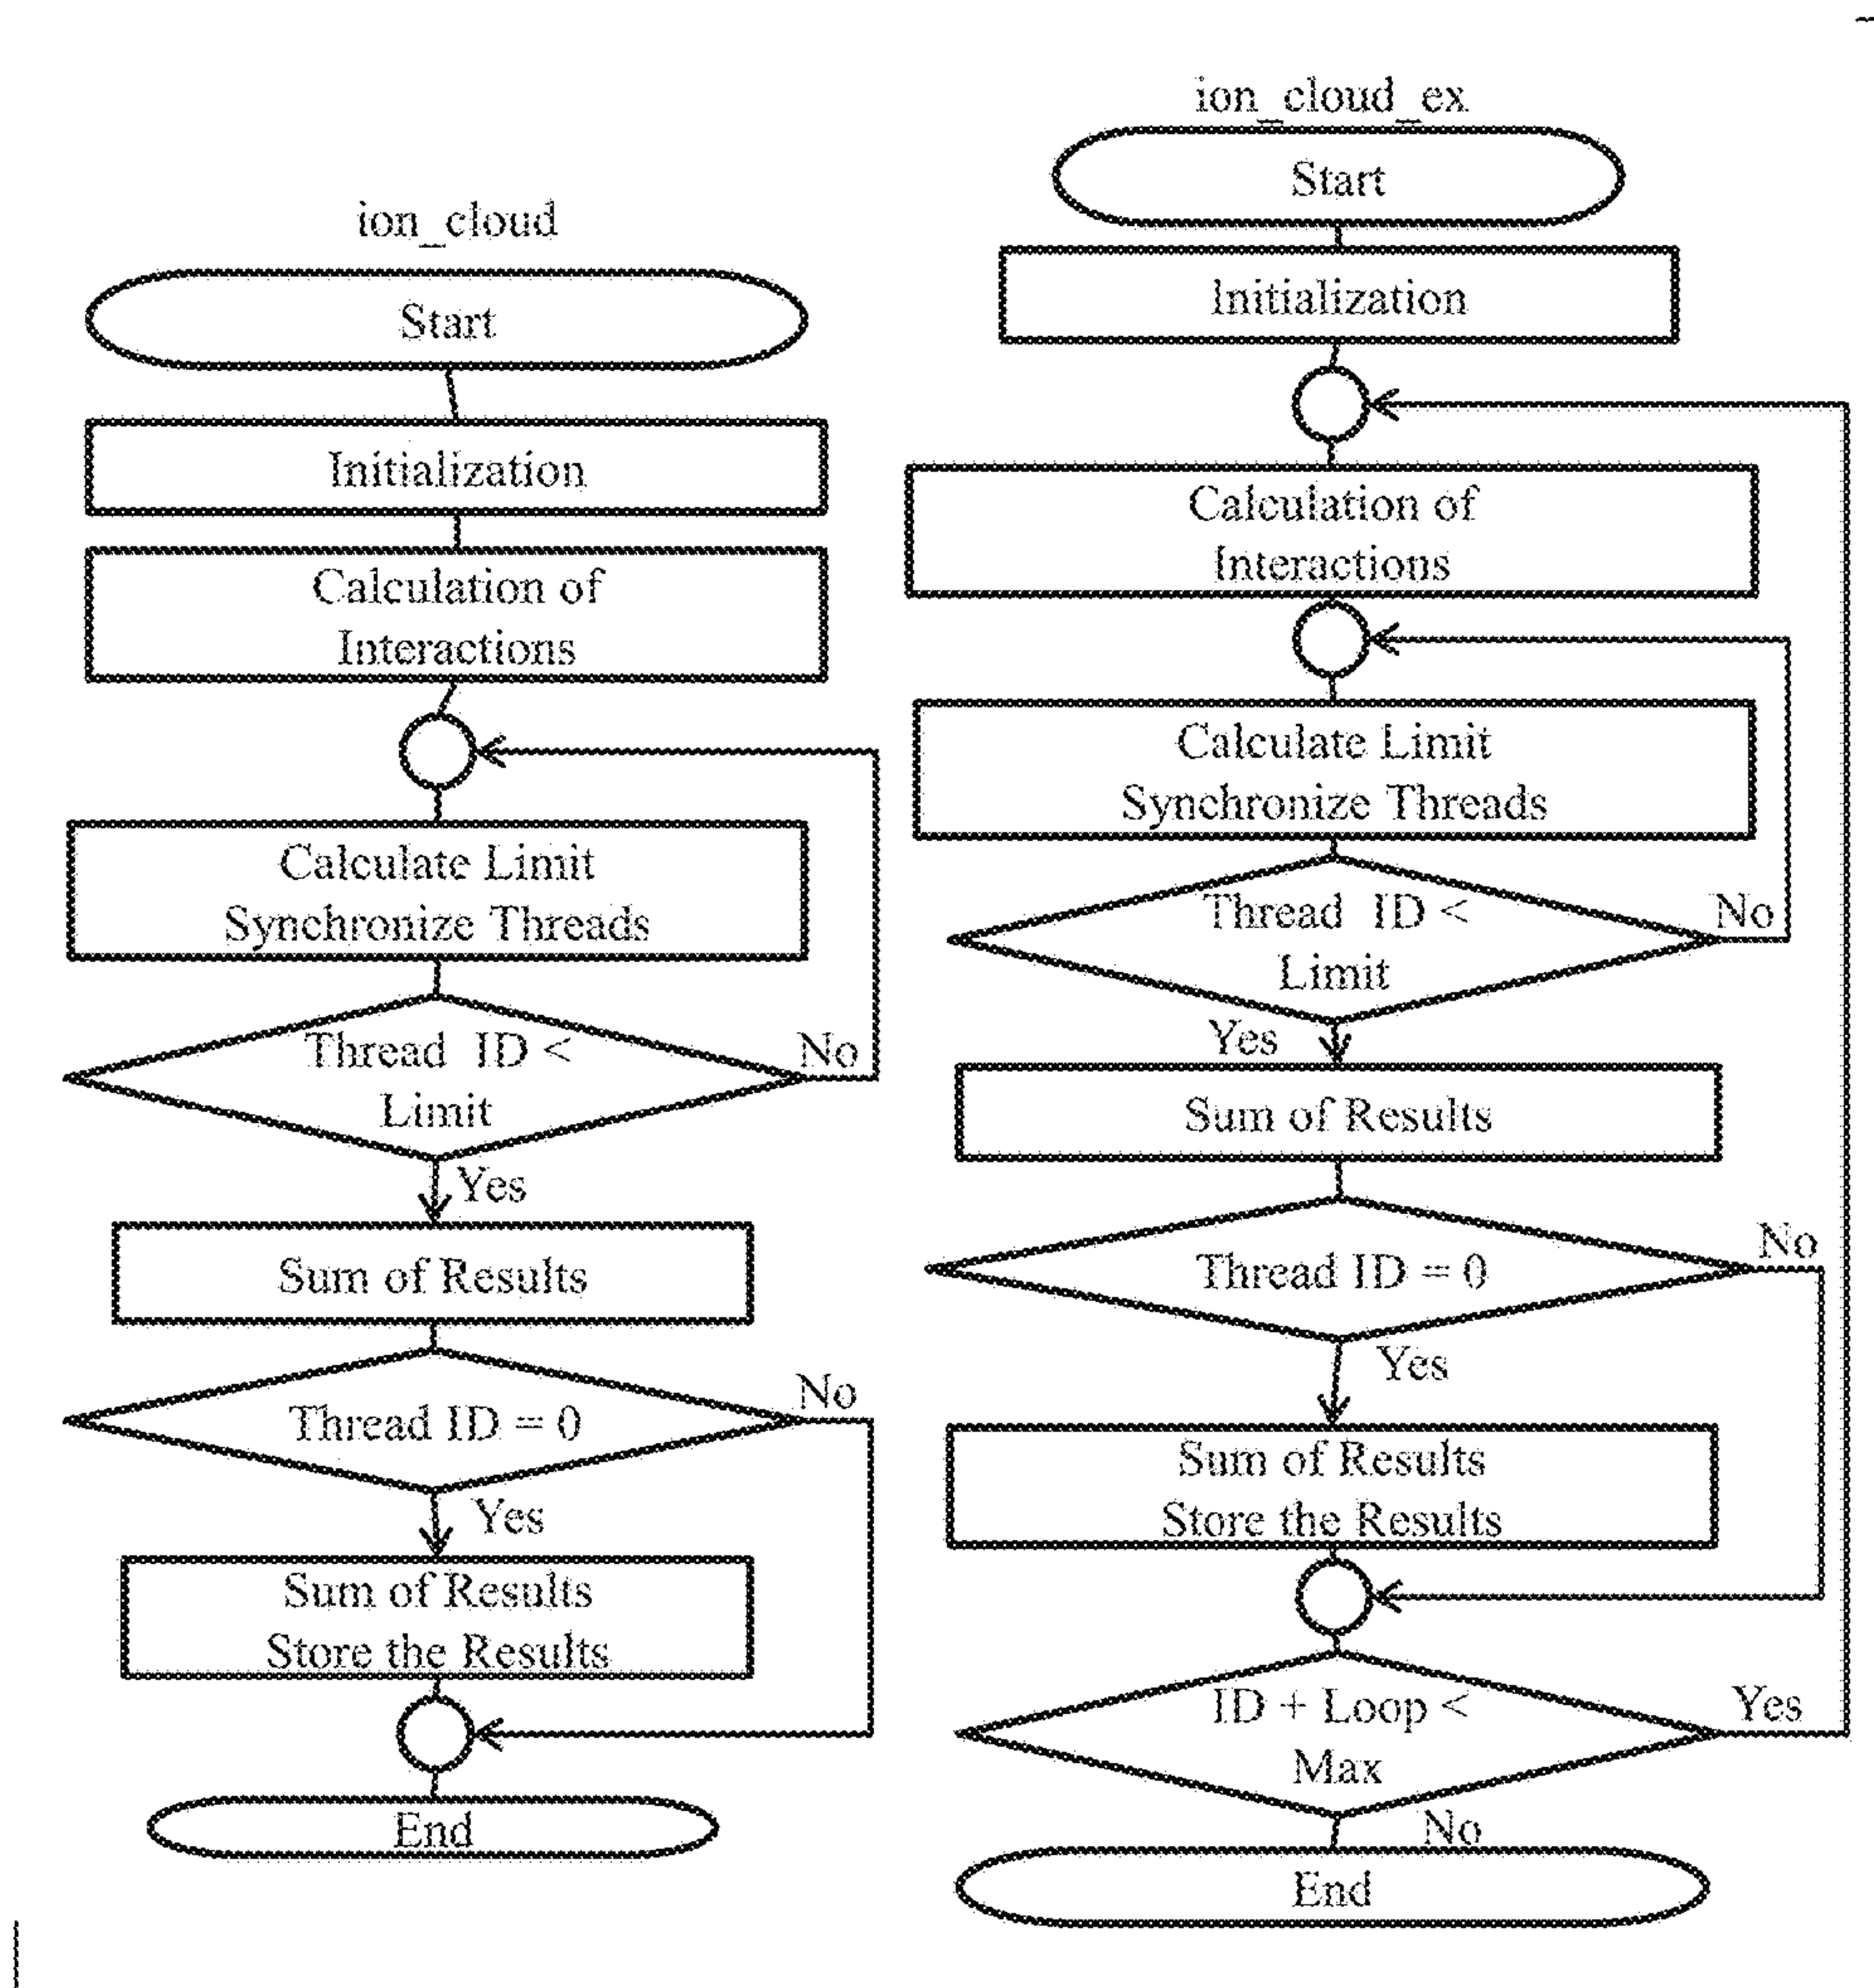 ion_cloud
Start
Initialization
Calculation of
Interactions
Calculate Limit
Synchronize Threads
Thread ID <
Limit
No
Yes
Sum of Results
Thread ID = 0
No
Yes
Sum of Results
Store the Results
End
ion_cloud_ex
Start
Initialization
Calculation of
Interactions
Calculate Limit
Synchronize Threads
Thread ID <
Limit
No
Yes
Sum of Results
Thread ID = 0
No
Yes
Sum of Results
Store the Results
ID + Loop <
Max
Yes
No
End